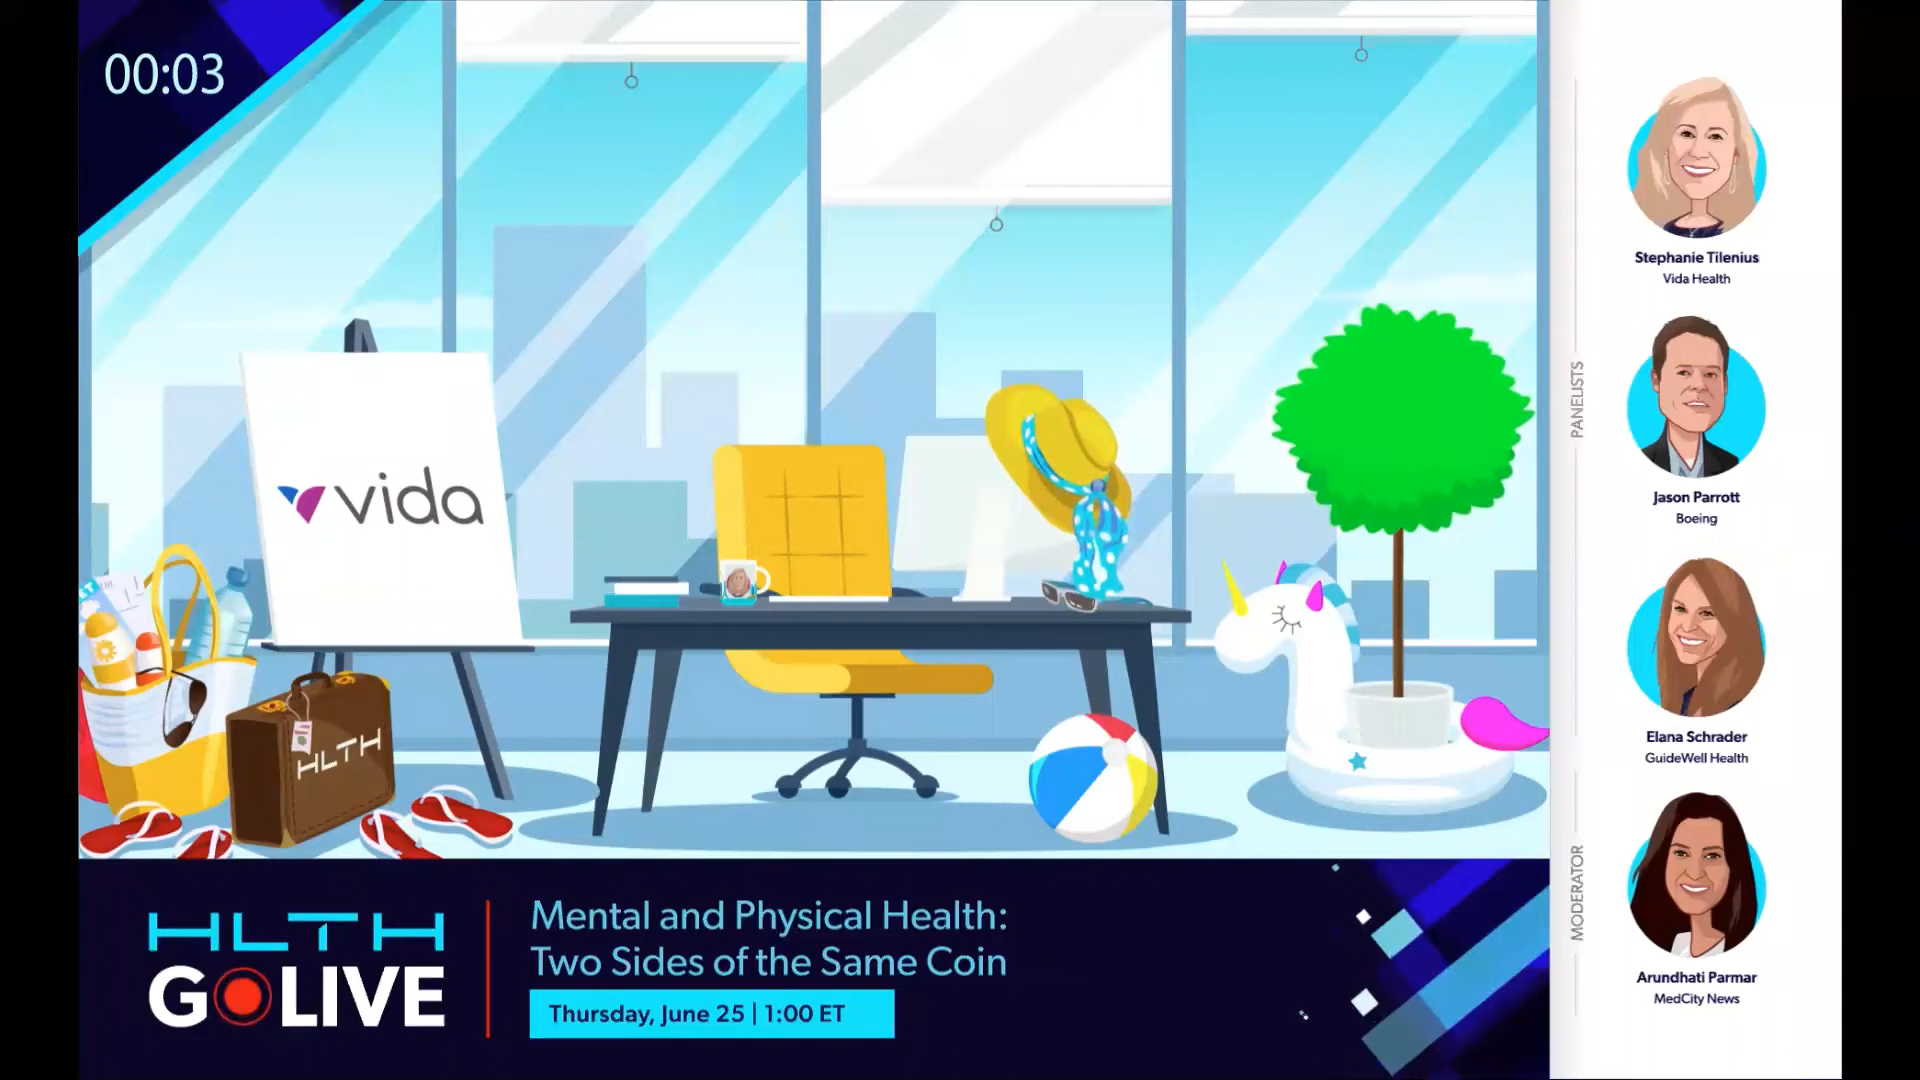 00:03
vida
HLTH
HLTH
GOLIVE
Mental and Physical Health:
Two Sides of the Same Coin
Thursday, June 25 | 1:00 ET
PANELISTS
Stephanie Tilenius
Vida Health
Jason Parrott
Boeing
Elana Schrader
GuideWell Health
MODERATOR
Arundhati Parmar
MedCity News